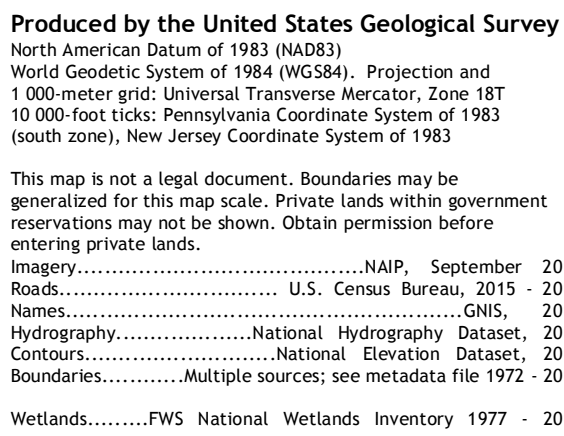 Produced by the United States Geological Survey
North American Datum of 1983 (NAD83)
World Geodetic System of 1984 (WGS84). Projection and
1 000-meter grid: Universal Transverse Mercator, Zone 18T
10 000-foot ticks: Pennsylvania Coordinate System of 1983
(south zone), New Jersey Coordinate System of 1983
This map is not a legal document. Boundaries may be
generalized for this map scale. Private lands within government
reservations may not be shown. Obtain permission before
entering private lands.
Imagery.....................................NAIP, September 20
Roads............................ U.S. Census Bureau, 2015 - 20
Names...................................................GNIS, 20
Hydrography....................National Hydrography Dataset, 20
Contours............................National Elevation Dataset, 20
Boundaries............Multiple sources; see metadata file 1972 - 20
Wetlands.........FWS National Wetlands Inventory 1977 - 20